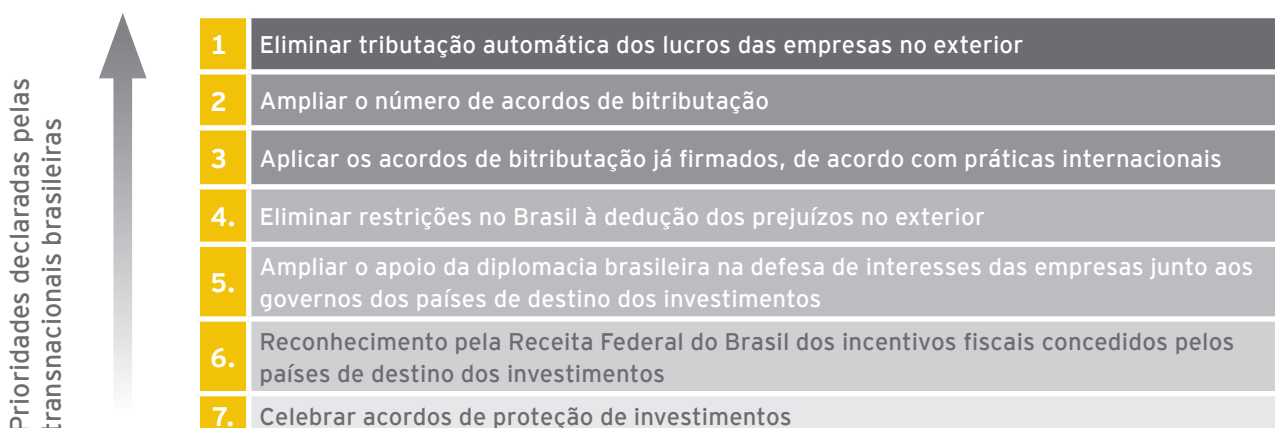 Prioridades declaradas pelas
transnacionais brasileiras
1 Eliminar tributação automática dos lucros das empresas no exterior
2 Ampliar o número de acordos de bitributação
3 Aplicar os acordos de bitributação já firmados, de acordo com práticas internacionais
4. Eliminar restrições no Brasil à dedução dos prejuízos no exterior
5. Ampliar o apoio da diplomacia brasileira na defesa de interesses das empresas junto aos
governos dos países de destino dos investimentos
6. Reconhecimento pela Receita Federal do Brasil dos incentivos fiscais concedidos pelos
países de destino dos investimentos
7. Celebrar acordos de proteção de investimentos